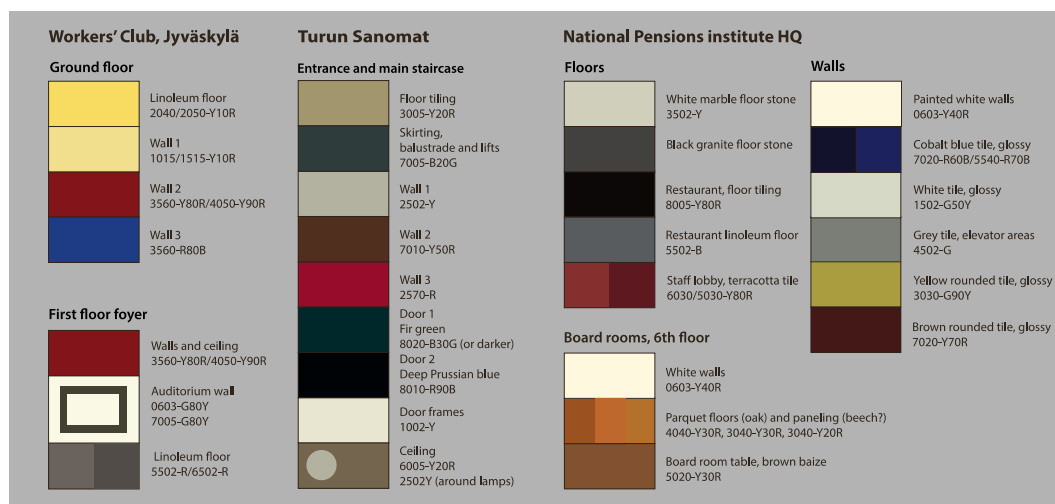 Workers' Club, Jyväskylä
Ground floor
Linoleum floor
2040/2050-Y10R
Wall 1
1015/1515-Y10R
Wall 2
3560-Y80R/4050-Y90R
Wall 3
3560-R80B
First floor foyer
Walls and ceiling
3560-Y80R/4050-Y90R
Auditorium wall
0603-G80Y
7005-G80Y
Linoleum floor
5502-R/6502-R
Turun Sanomat
Entrance and main staircase
Floor tiling
3005-Y20R
Skirting,
balustrade and lifts
7005-B20G
Wall 1
2502-Y
Wall 2
7010-Y50R
Wall 3
2570-R
Door 1
Fir green
8020-B30G (or darker)
Door 2
Deep Prussian blue
8010-R90B
Door frames
1002-Y
Ceiling
6005-Y20R
2502Y (around lamps)
National Pensions institute HQ
Floors
White marble floor stone
3502-Y
Black granite floor stone
Restaurant, floor tiling
8005-Y80R
Restaurant linoleum floor
5502-B
Staff lobby, terracotta tile
6030/5030-Y80R
Board rooms, 6th floor
White walls
0603-Y40R
Parquet floors (oak) and paneling (beech?)
4040-Y30R, 3040-Y30R, 3040-Y20R
Board room table, brown baize
5020-Y30R
Walls
Painted white walls
0603-Y40R
Cobalt blue tile, glossy
7020-R60B/5540-R70B
White tile, glossy
1502-G50Y
Grey tile, elevator areas
4502-G
Yellow rounded tile, glossy
3030-G90Y
Brown rounded tile, glossy
7020-Y70R